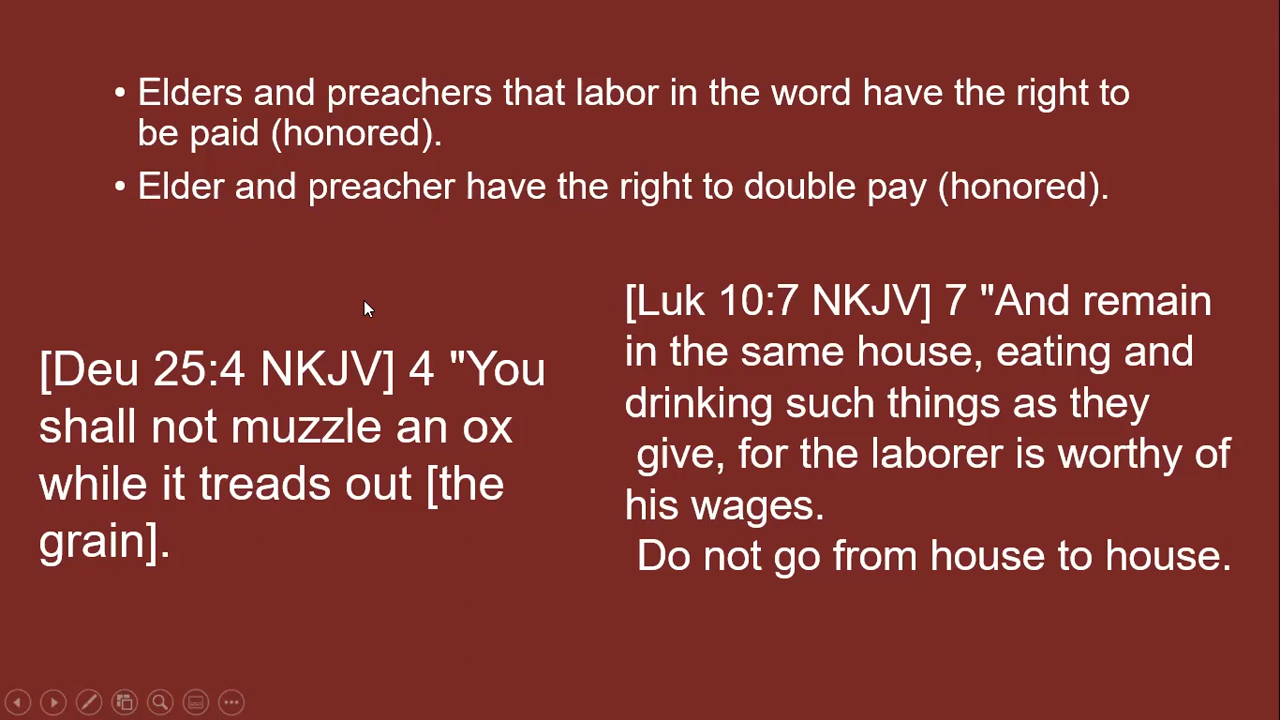 • Elders and preachers that labor in the word have the right to
be paid (honored).
• Elder and preacher have the right to double pay (honored).
[Deu 25:4 NKJV] 4 "You
shall not muzzle an ox
while it treads out [the
grain].
[Luk 10:7 NKJV] 7 "And remain
in the same house, eating and
drinking such things as they
give, for the laborer is worthy of
his wages.
Do not go from house to house.